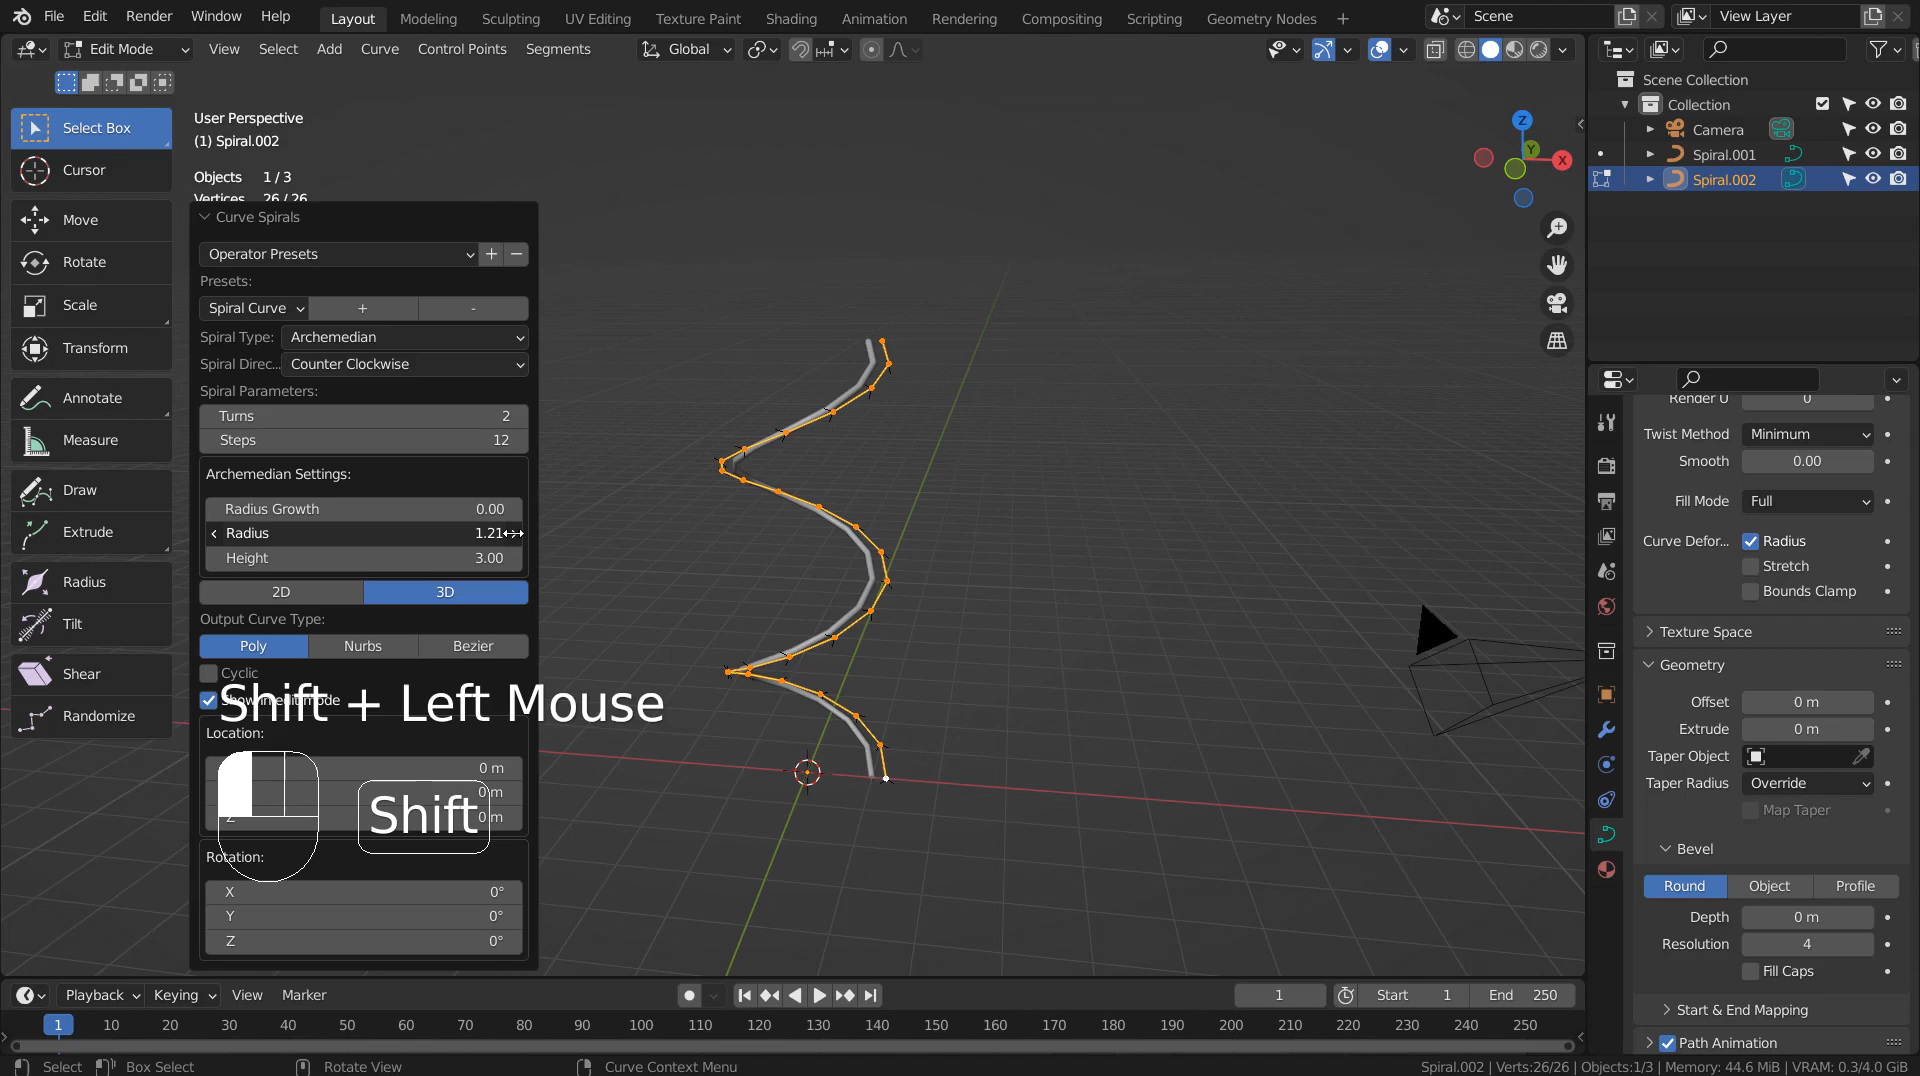 File Edit Render Window Help Layout Modeling Sculpting UV Editing Texture Paint Shading Animation Rendering Compositing Scripting Geometry Nodes + Scene View Layer
Edit Mode View Select Add Curve Control Points Segments Global
Scene Collection
Collection
Camera
Spiral.001
Spiral.002
Select Box
Cursor
Move
Rotate
Scale
Transform
Annotate
Measure
Draw
Extrude
Radius
Tilt
Shear
Randomize
User Perspective
(1) Spiral.002
Objects 1 / 3
Vertices 26 / 26
Curve Spirals
Operator Presets + −
Presets:
Spiral Curve + -
Spiral Type: Archemedian
Spiral Direc... Counter Clockwise
Spiral Parameters:
Turns 2
Steps 12
Archemedian Settings:
Radius Growth 0.00
Radius 1.21
Height 3.00
2D 3D
Output Curve Type:
Poly Nurbs Bezier
Cyclic
Show in edit mode
Shift + Left Mouse
Location:
0 m
0 m
Z 0 m
Shift
Rotation:
X 0°
Y 0°
Z 0°
Z
Y
X
Render U 0
Twist Method Minimum
Smooth 0.00
Fill Mode Full
Curve Defor... Radius
Stretch
Bounds Clamp
Texture Space
Geometry
Offset 0 m
Extrude 0 m
Taper Object
Taper Radius Override
Map Taper
Bevel
Round Object Profile
Depth 0 m
Resolution 4
Fill Caps
Start & End Mapping
Path Animation
Playback Keying View Marker 1 Start 1 End 250
1 10 20 30 40 50 60 70 80 90 100 110 120 130 140 150 160 170 180 190 200 210 220 230 240 250
Select Box Select Rotate View Curve Context Menu Spiral.002 | Verts:26/26 | Objects:1/3 | Memory: 44.6 MiB | VRAM: 0.3/4.0 GiB